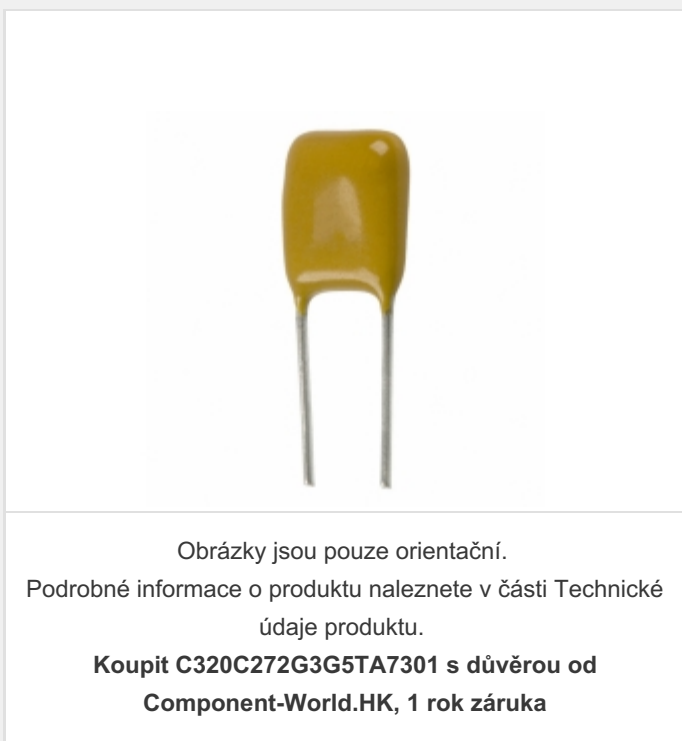 Obrázky jsou pouze orientační.
Podrobné informace o produktu naleznete v části Technické
údaje produktu.
Koupit C320C272G3G5TA7301 s důvěrou od
Component-World.HK, 1 rok záruka